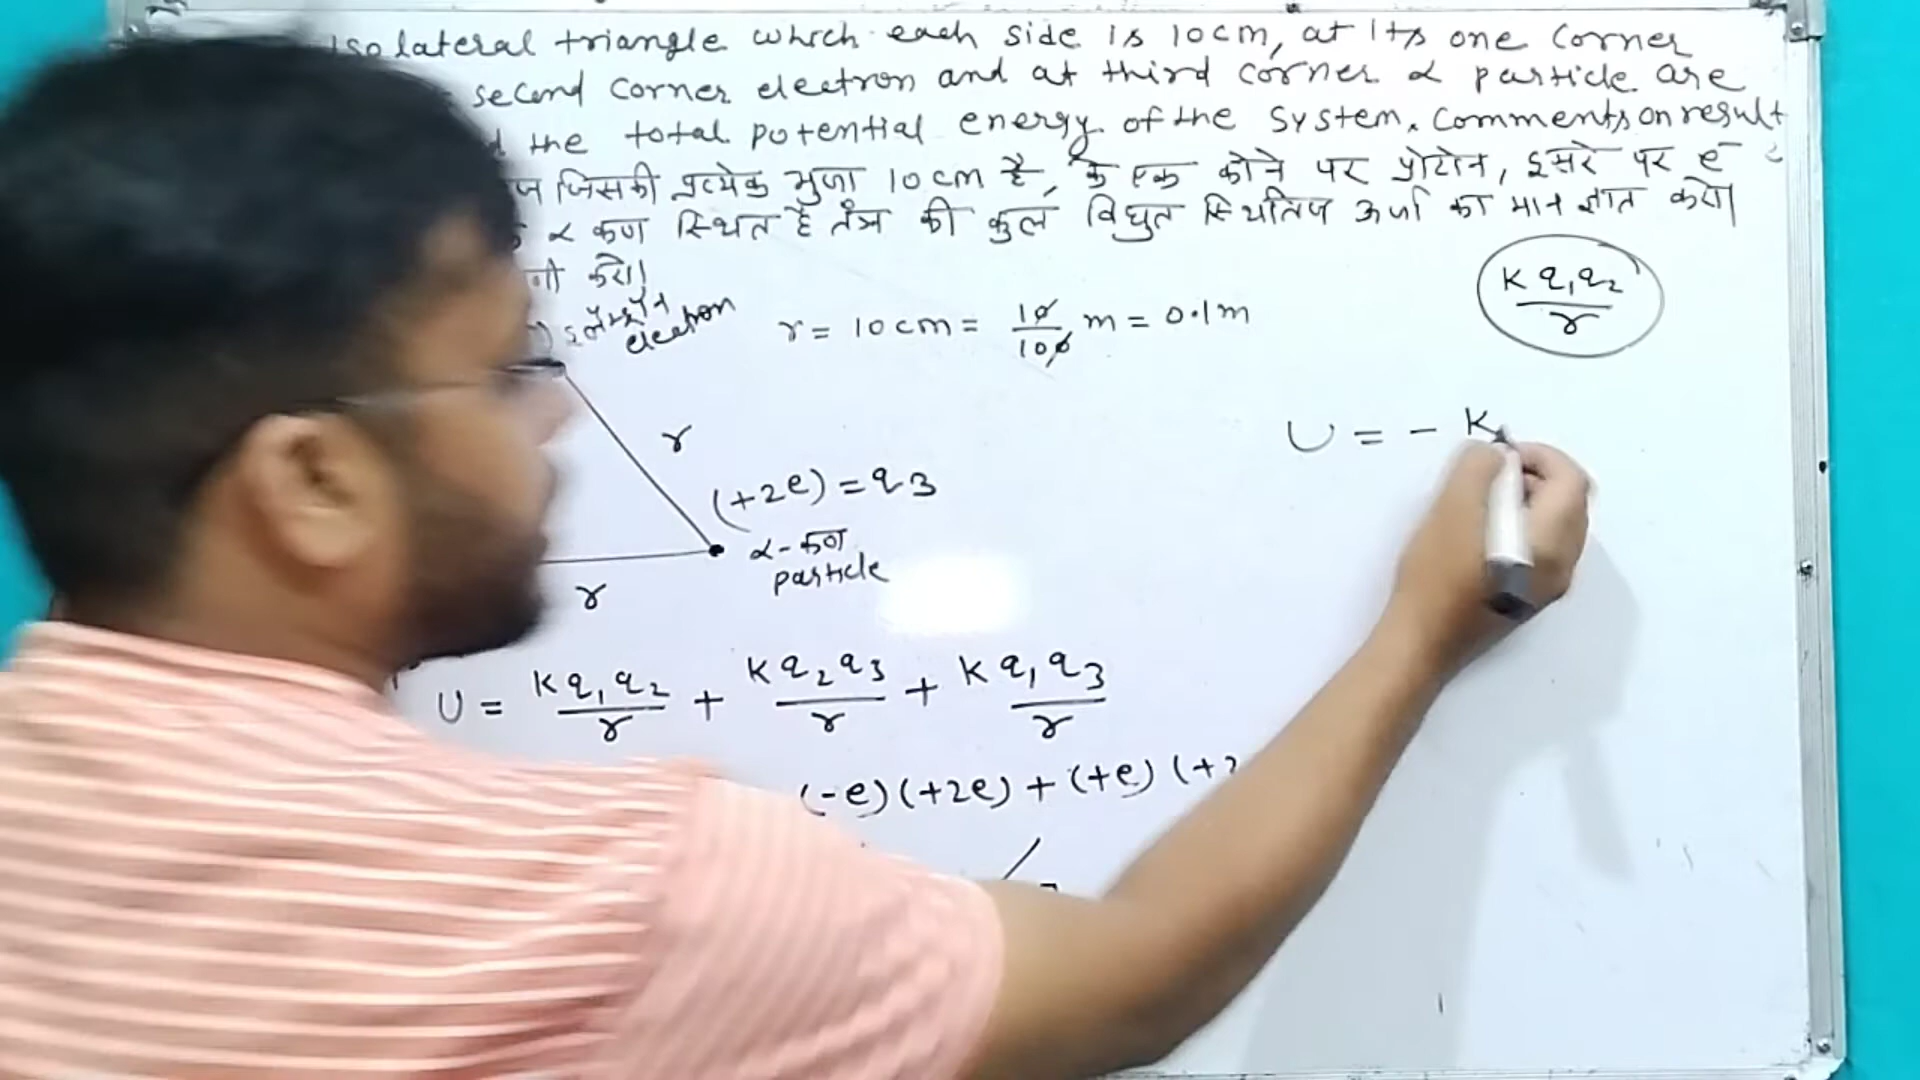 isolateral triangle which each side is 10cm, at its one corner
second corner electron and at third corner α particle are
the total potential energy of the system. Comments on result
जिसकी प्रत्येक भुजा 10cm है, के एक कोने पर प्रोटोन, दूसरे पर e⁻
α कण स्थित है तंत्र की कुल विधुत स्थितिज ऊर्जा का मान ज्ञात करो।
करो।
electron
r = 10cm = 10/100 m = 0.1m
K q₁q₂/r
r
U = - K
(+2e) = q3
α-कण
particle
r
U = Kq₁q₂/r + Kq₂q₃/r + Kq₁q₃/r
(-e)(+2e) + (+e)(+2